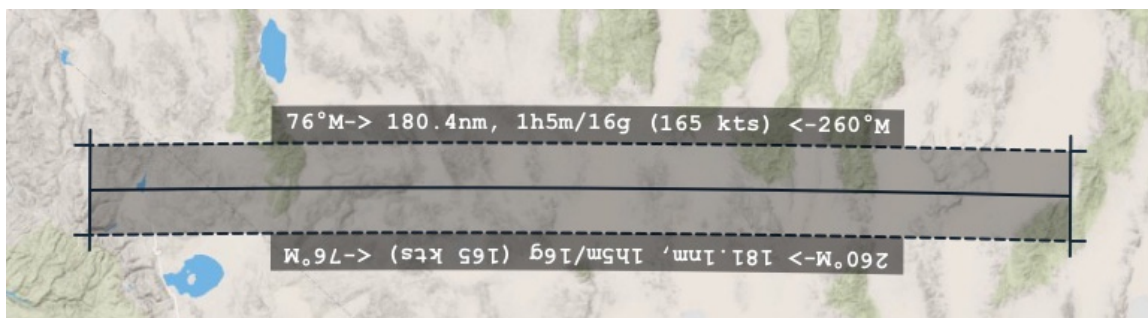 76°M-> 180.4nm, 1h5m/16g (165 kts) <-260°M
260°M-> 181.1nm, 1h5m/16g (165 kts) <-76°M